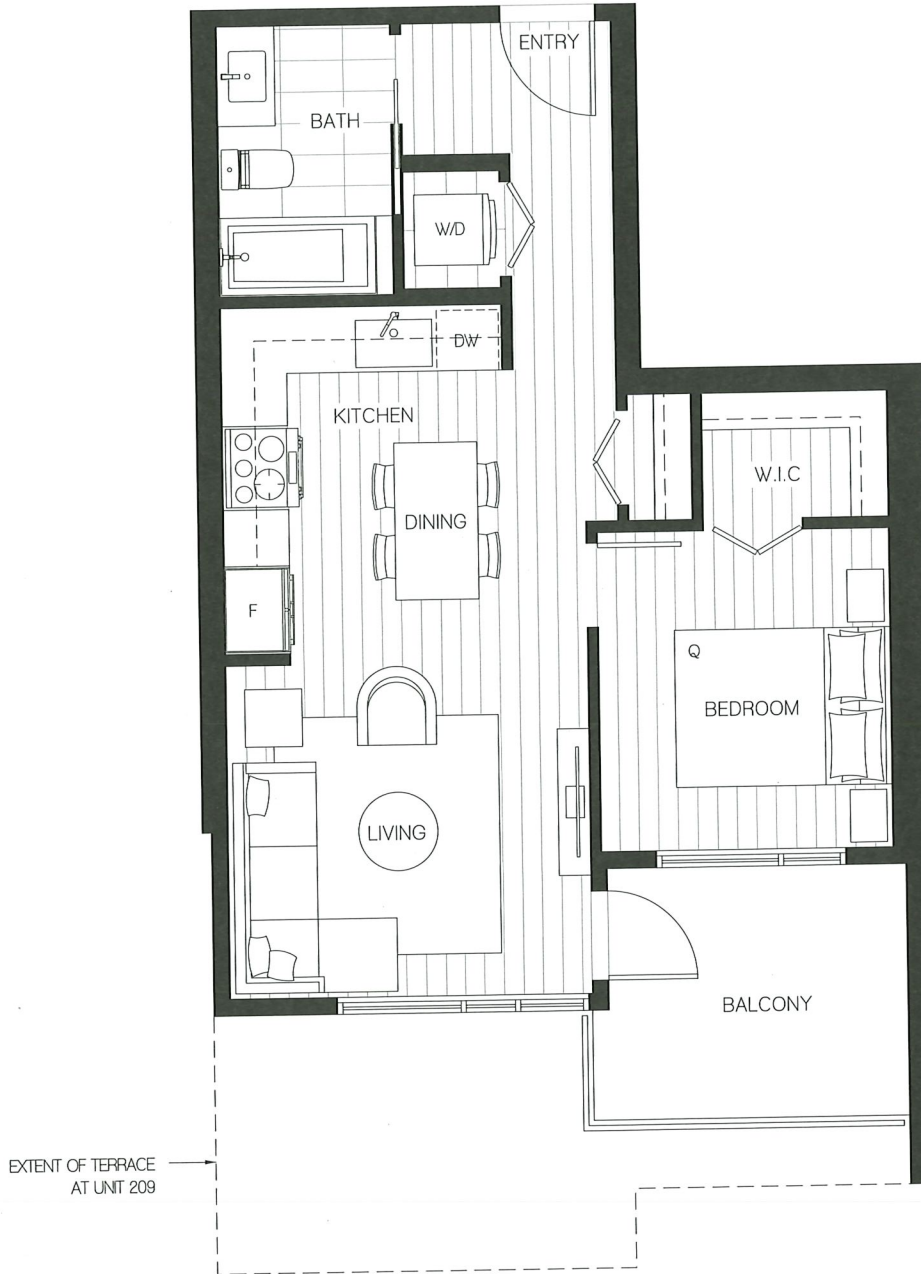 ENTRY
BATH
W/D
DW
KITCHEN
W.I.C
DINING
F
Q
BEDROOM
LIVING
BALCONY
EXTENT OF TERRACE
AT UNIT 209